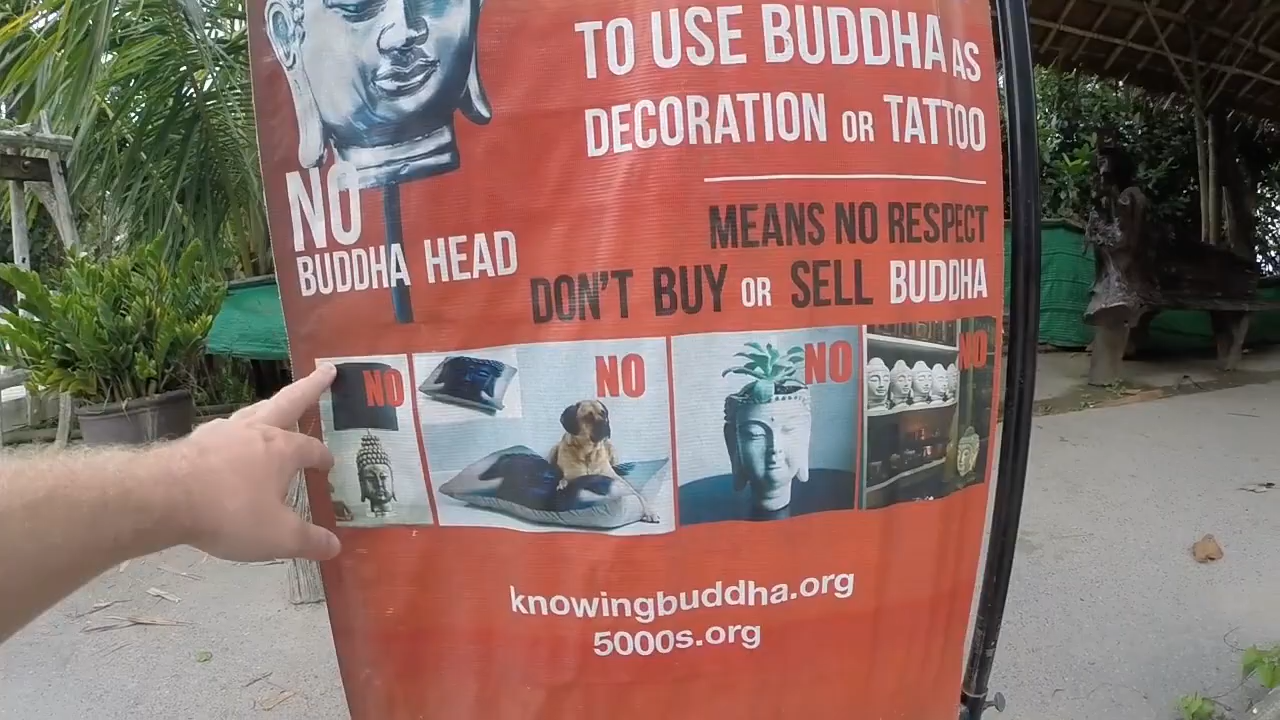 TO USE BUDDHA AS
DECORATION OR TATTOO
NO
BUDDHA HEAD
MEANS NO RESPECT
DON'T BUY OR SELL BUDDHA
NO
NO
NO
NO
knowingbuddha.org
5000s.org